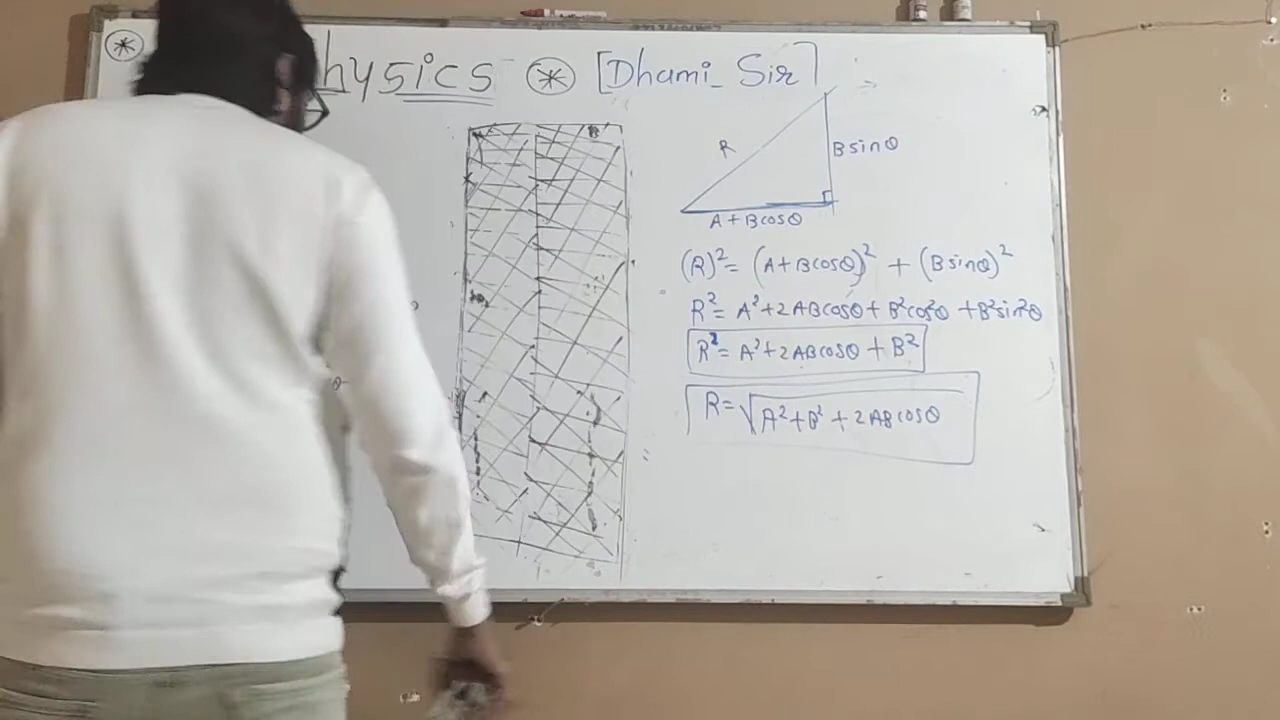 hysics [Dhami_Sir]
R
Bsinθ
A+Bcosθ
(R)²= (A+Bcosθ)² + (Bsinθ)²
R²= A²+2ABcosθ+B²cos²θ +B²sin²θ
R²= A²+2ABcosθ+B²
R=√A²+B²+2ABcosθ